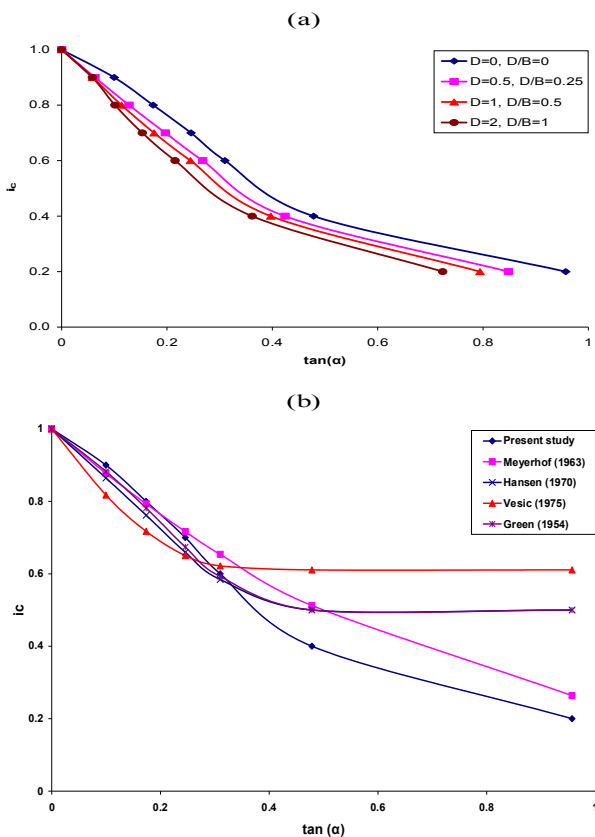 (a)
1.0
0.8
0.6
0.4
0.2
0.0
i_c
0
0.2
0.4
0.6
0.8
1
tan(α)
D=0, D/B=0
D=0.5, D/B=0.25
D=1, D/B=0.5
D=2, D/B=1
(b)
1
0.8
0.6
0.4
0.2
0
ic
0
0.2
0.4
0.6
0.8
1
tan (α)
Present study
Meyerhof (1963)
Hansen (1970)
Vesic (1975)
Green (1954)